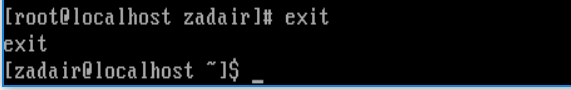 [root@localhost zadair]# exit
exit
[zadair@localhost ~]$ _